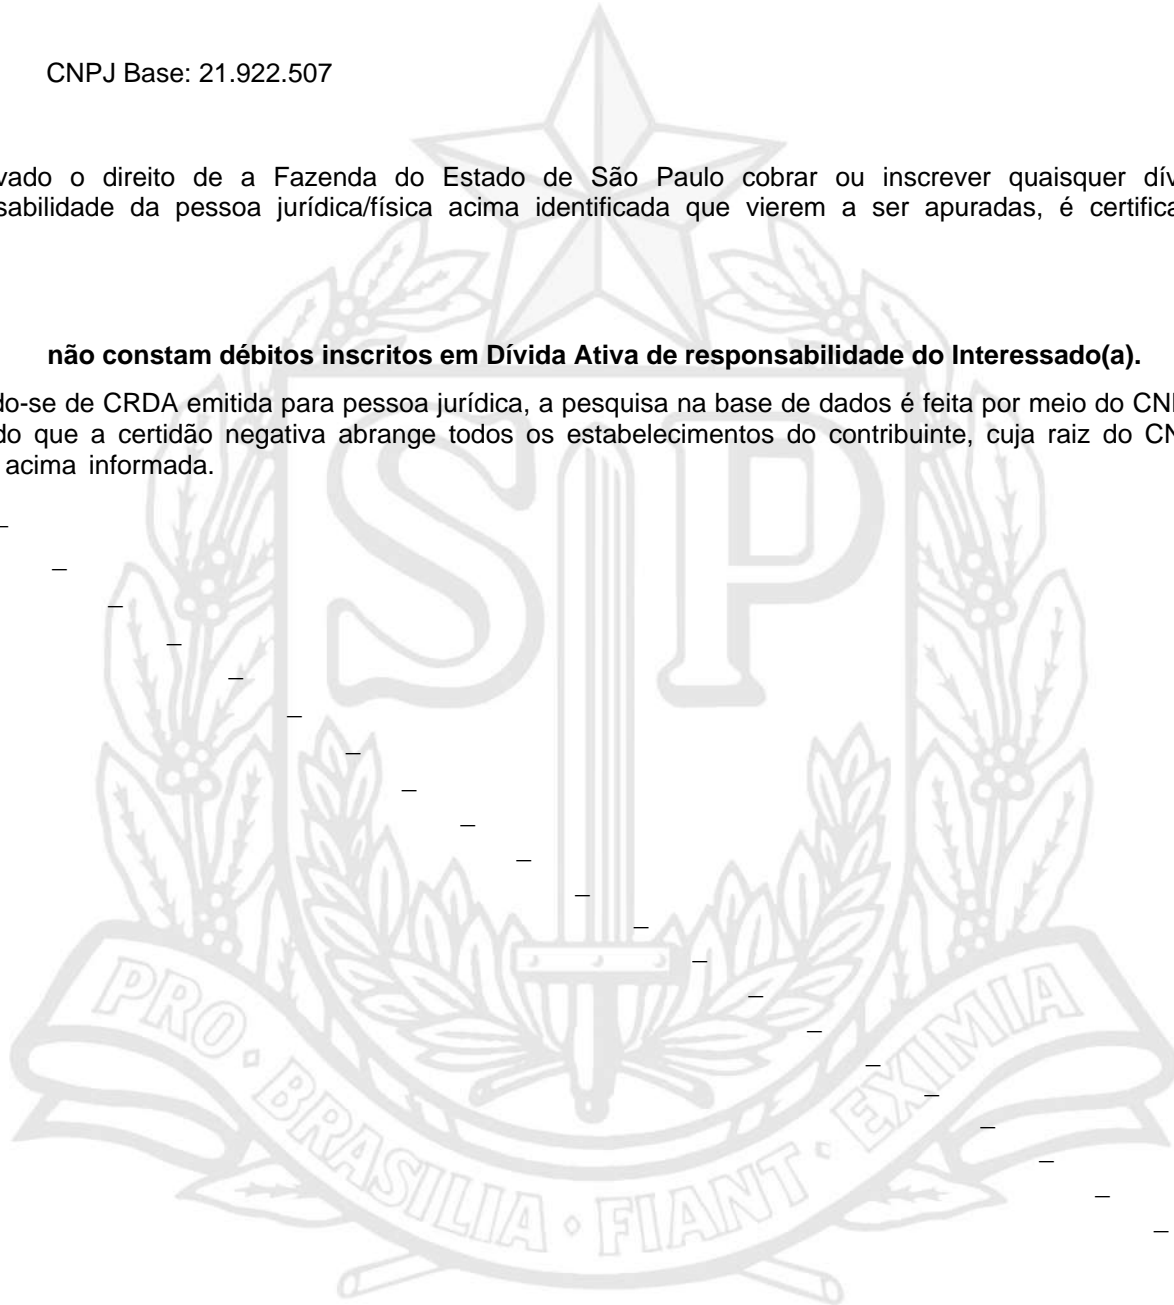 CNPJ Base: 21.922.507
vado o direito de a Fazenda do Estado de São Paulo cobrar ou inscrever quaisquer dív
sabilidade da pessoa jurídica/física acima identificada que vierem a ser apuradas, é certifica
não constam débitos inscritos em Dívida Ativa de responsabilidade do Interessado(a).
do-se de CRDA emitida para pessoa jurídica, a pesquisa na base de dados é feita por meio do CN
do que a certidão negativa abrange todos os estabelecimentos do contribuinte, cuja raiz do CN
acima informada.
SP
PRO • BRASILIA • FIANT • EXIMIA